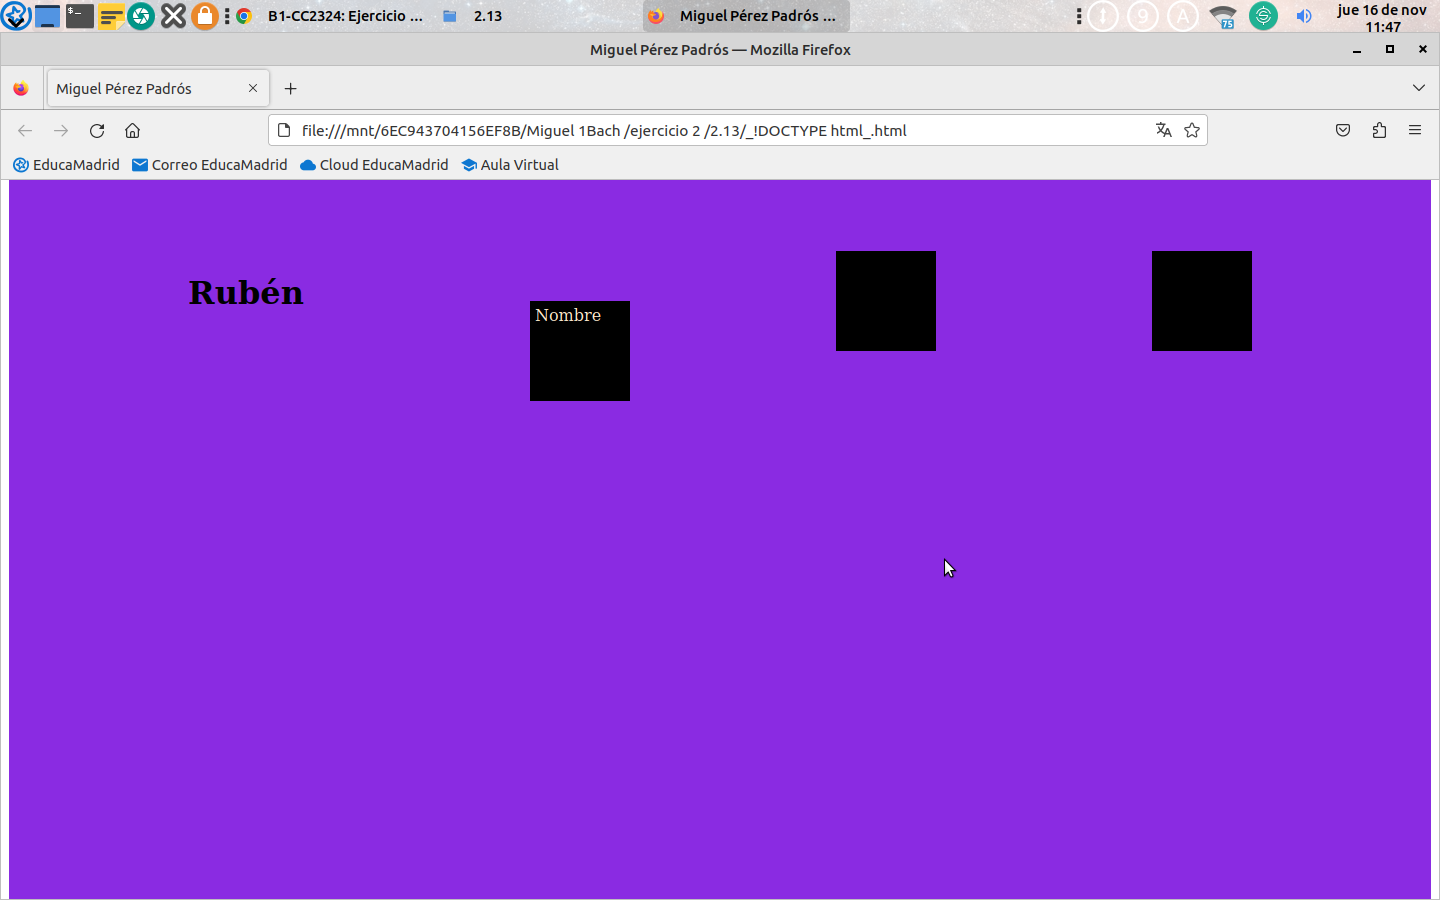 B1-CC2324: Ejercicio ...
2.13
Miguel Pérez Padrós ...
9
A
75
jue 16 de nov
11:47
Miguel Pérez Padrós — Mozilla Firefox
Miguel Pérez Padrós
file:///mnt/6EC943704156EF8B/Miguel 1Bach /ejercicio 2 /2.13/_!DOCTYPE html_.html
EducaMadrid
Correo EducaMadrid
Cloud EducaMadrid
Aula Virtual
Rubén
Nombre